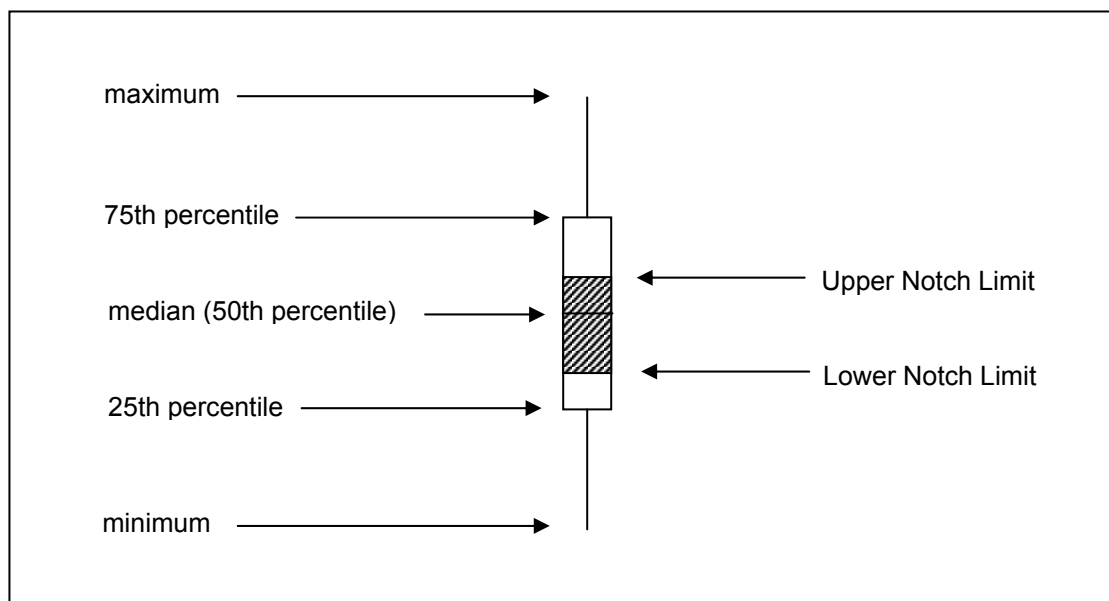 maximum
75th percentile
Upper Notch Limit
median (50th percentile)
Lower Notch Limit
25th percentile
minimum